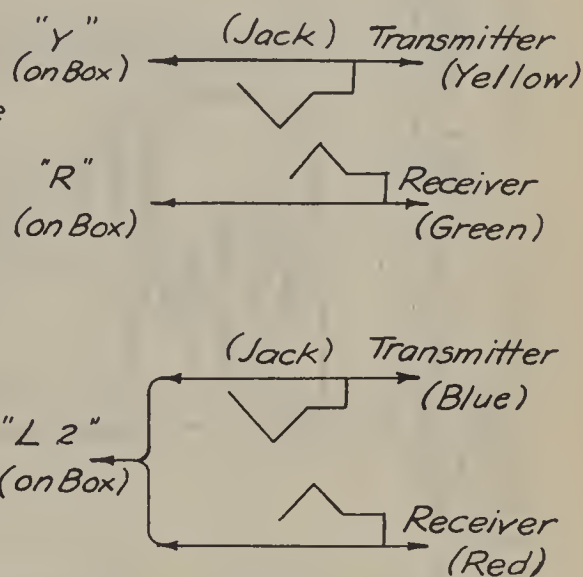 "Y" (Jack) Transmitter
(on Box) (Yellow)
e
"R" Receiver
(on Box) (Green)
(Jack) Transmitter
(Blue)
"L 2"
(on Box)
Receiver
(Red)